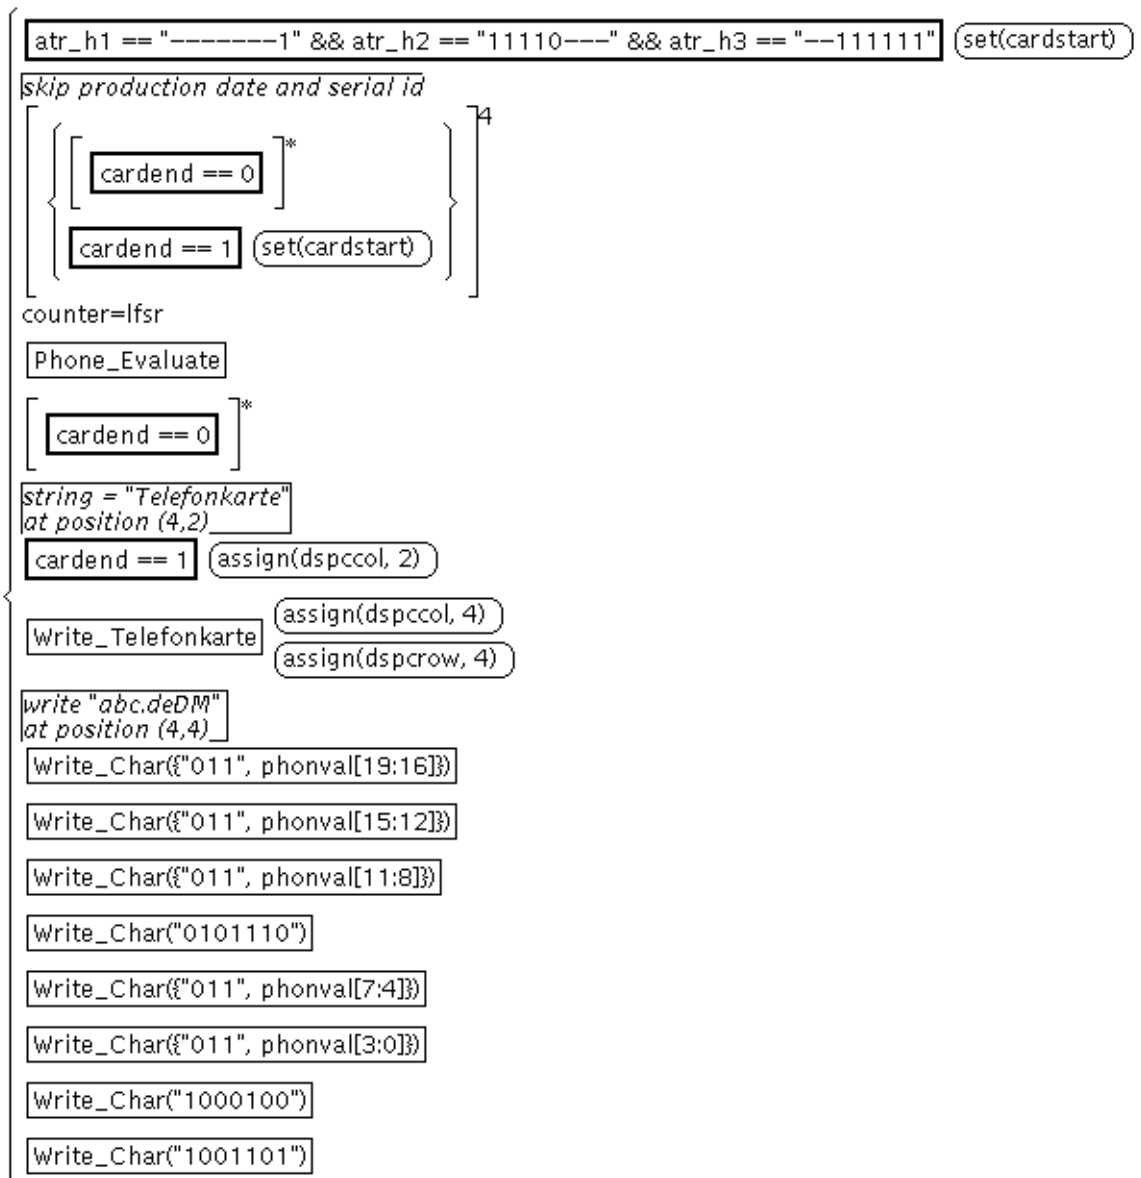 atr_h1 == "-------1" && atr_h2 == "11110---" && atr_h3 == "--111111" set(cardstart)
skip production date and serial id
4
*
cardend == 0
cardend == 1 set(cardstart)
counter=lfsr
Phone_Evaluate
*
cardend == 0
string = "Telefonkarte"
at position (4,2)
cardend == 1 assign(dspccol, 2)
Write_Telefonkarte assign(dspccol, 4)
assign(dspcrow, 4)
write "abc.deDM"
at position (4,4)
Write_Char({"011", phonval[19:16]})
Write_Char({"011", phonval[15:12]})
Write_Char({"011", phonval[11:8]})
Write_Char("0101110")
Write_Char({"011", phonval[7:4]})
Write_Char({"011", phonval[3:0]})
Write_Char("1000100")
Write_Char("1001101")